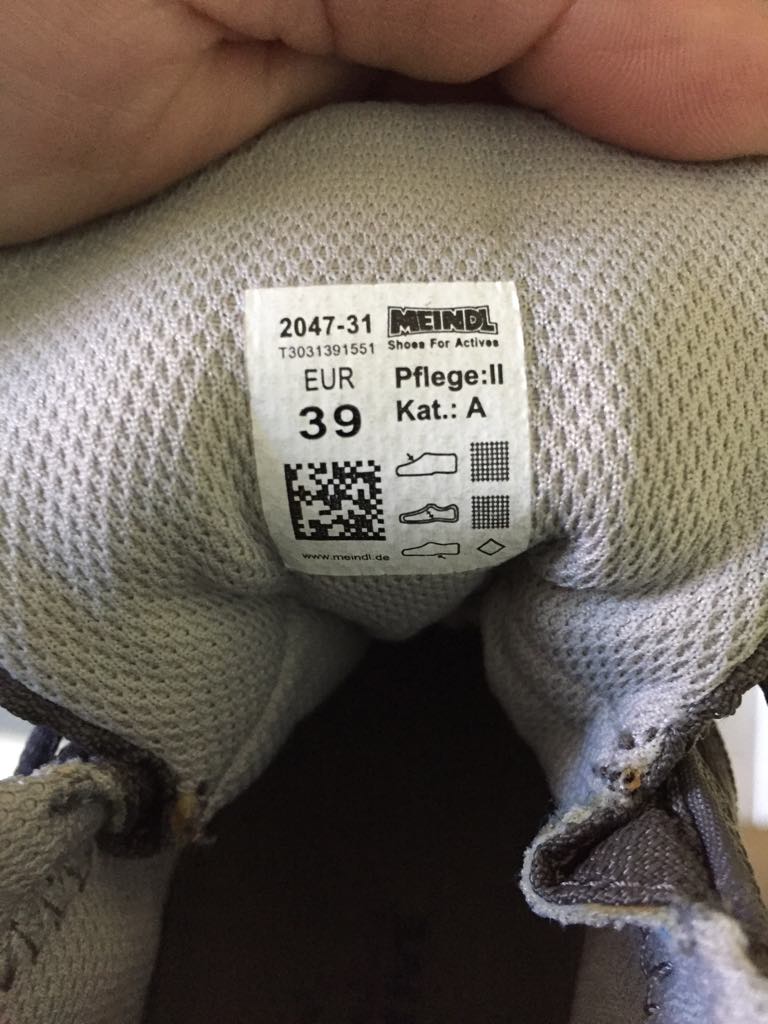 2047-31
T3031391551
EUR
39
MEINDL
Shoes For Actives
Pflege:II
Kat.: A
www.meindl.de